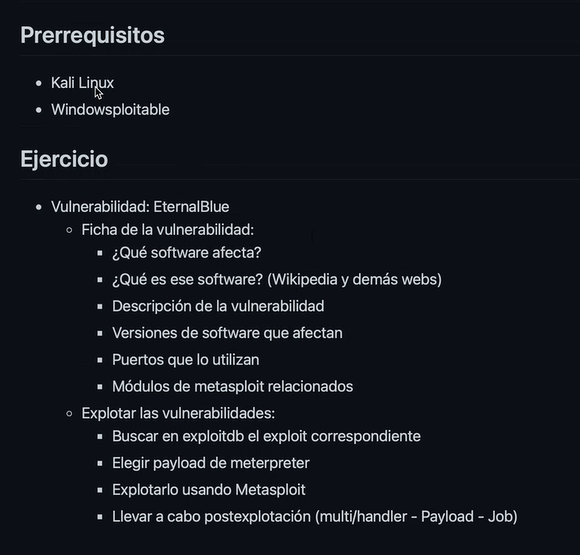 Prerrequisitos
Kali Linux
Windowsploitable
Ejercicio
Vulnerabilidad: EternalBlue
Ficha de la vulnerabilidad:
¿Qué software afecta?
¿Qué es ese software? (Wikipedia y demás webs)
Descripción de la vulnerabilidad
Versiones de software que afectan
Puertos que lo utilizan
Módulos de metasploit relacionados
Explotar las vulnerabilidades:
Buscar en exploitdb el exploit correspondiente
Elegir payload de meterpreter
Explotarlo usando Metasploit
Llevar a cabo postexplotación (multi/handler - Payload - Job)